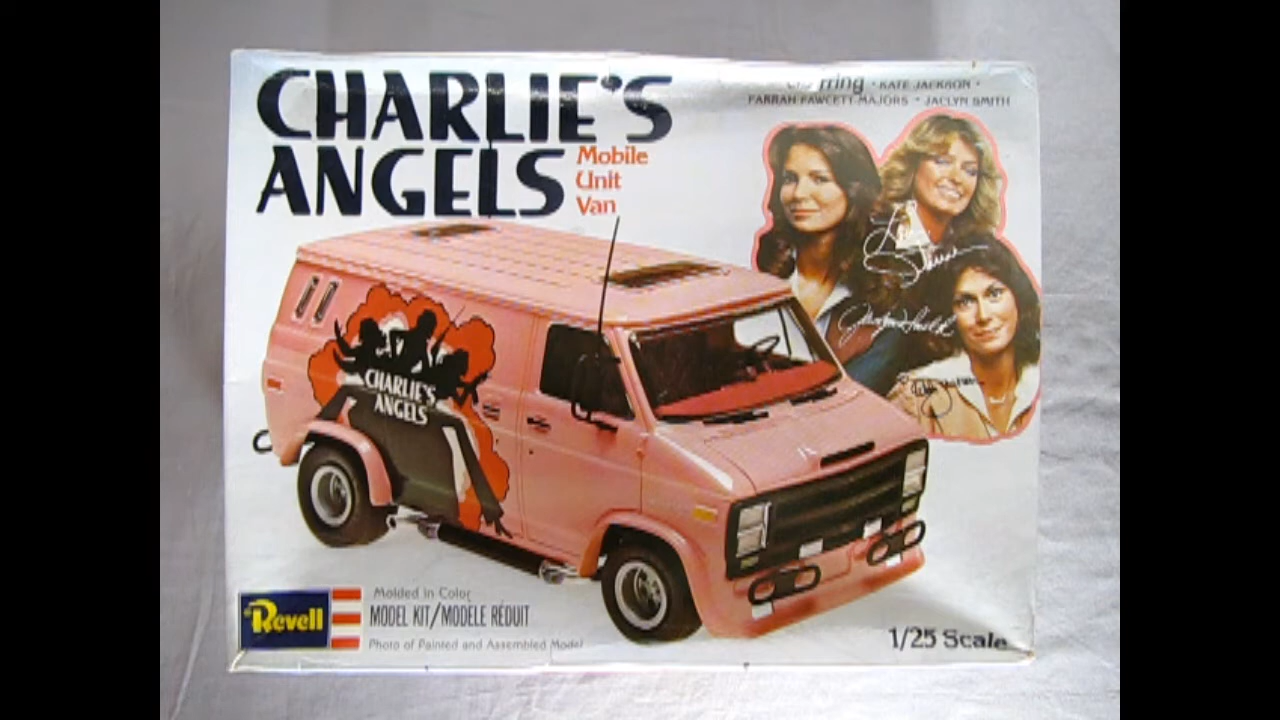 CHARLIE'S
ANGELS
Mobile
Unit
Van
• KATE JACKSON •
FARRAH FAWCETT-MAJORS • JACLYN SMITH
CHARLIE'S
ANGELS
Revell
Molded in Color
MODEL KIT/MODÈLE RÉDUIT
Photo of Painted and Assembled Model
1/25 Scale